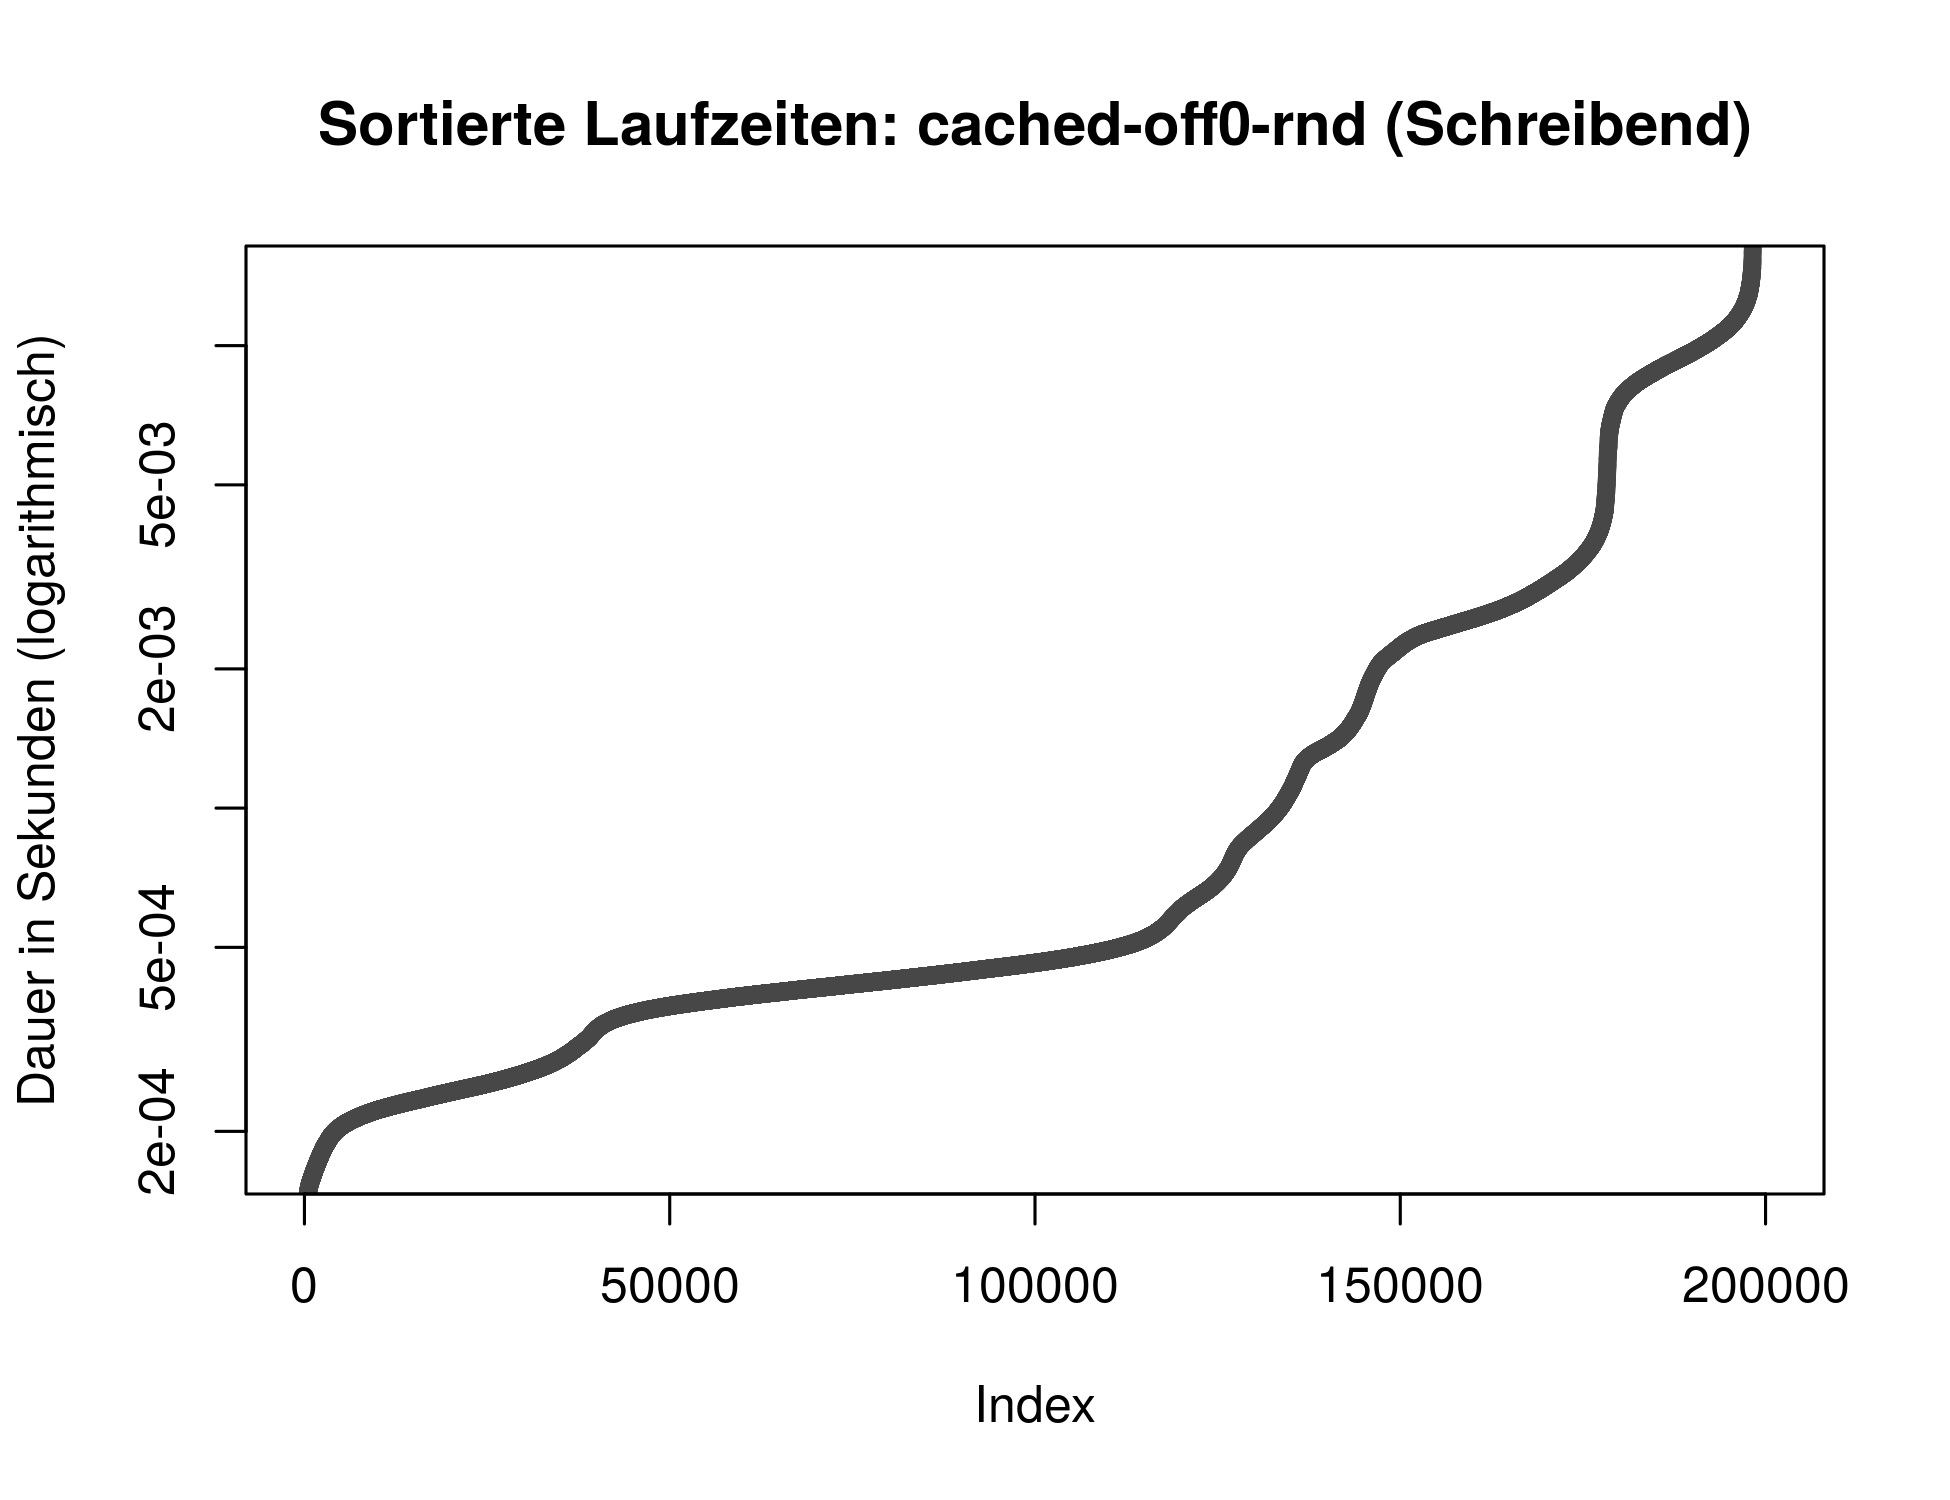 Sortierte Laufzeiten: cached-off0-rnd (Schreibend)
Dauer in Sekunden (logarithmisch)
5e-03
2e-03
5e-04
2e-04
0 50000 100000 150000 200000
Index